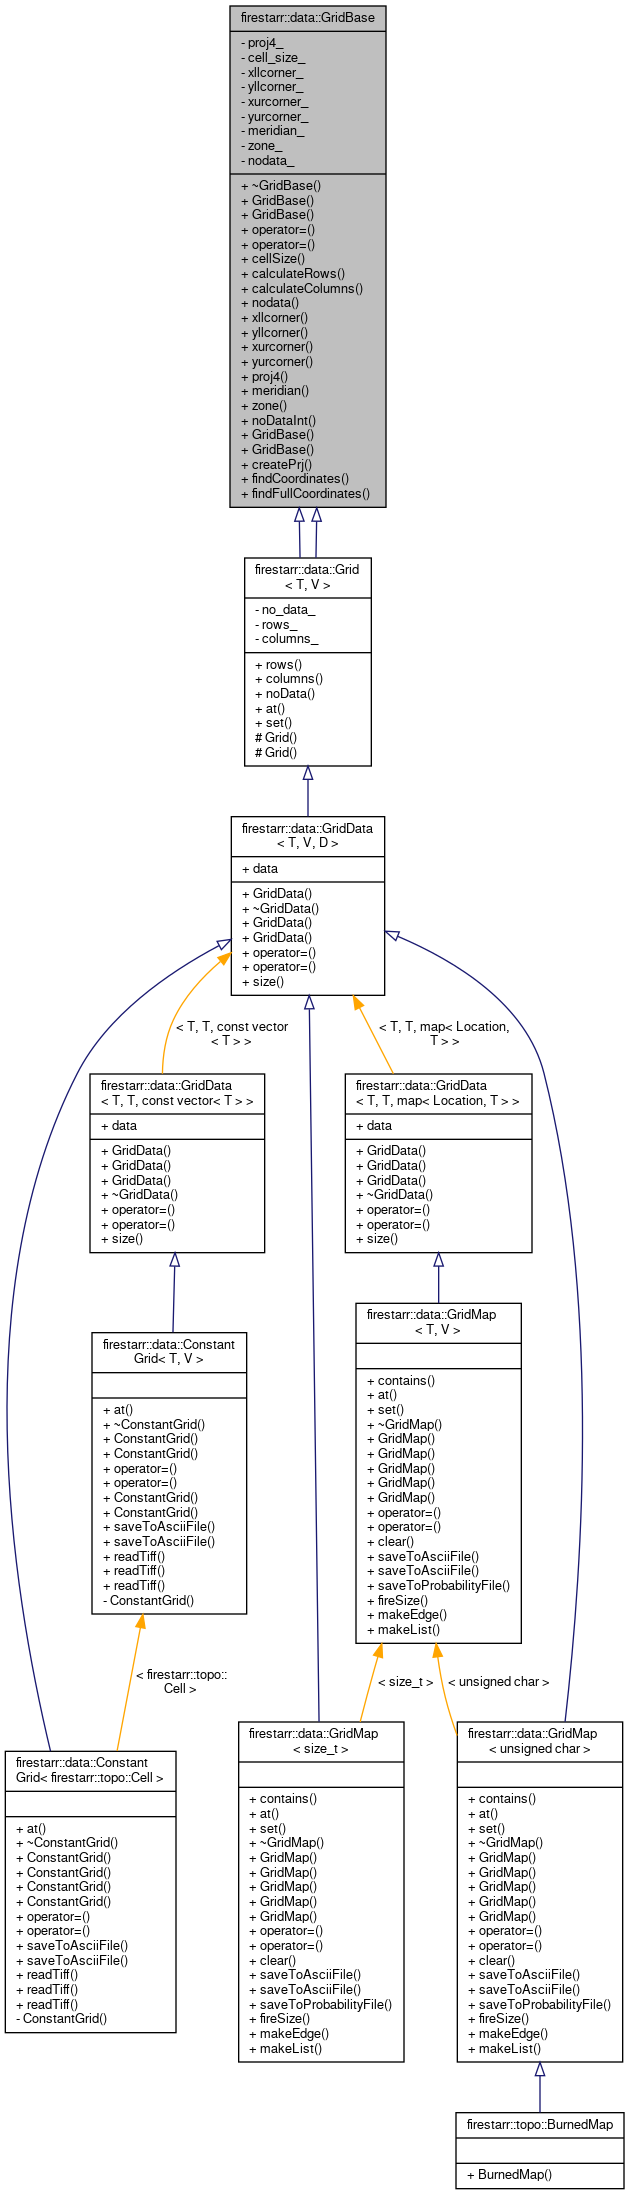 firestarr::data::GridBase
- proj4_
- cell_size_
- xllcorner_
- yllcorner_
- xurcorner_
- yurcorner_
- meridian_
- zone_
- nodata_
+ ~GridBase()
+ GridBase()
+ GridBase()
+ operator=()
+ operator=()
+ cellSize()
+ calculateRows()
+ calculateColumns()
+ nodata()
+ xllcorner()
+ yllcorner()
+ xurcorner()
+ yurcorner()
+ proj4()
+ meridian()
+ zone()
+ noDataInt()
+ GridBase()
+ GridBase()
+ createPrj()
+ findCoordinates()
+ findFullCoordinates()
firestarr::data::Grid
< T, V >
- no_data_
- rows_
- columns_
+ rows()
+ columns()
+ noData()
+ at()
+ set()
# Grid()
# Grid()
firestarr::data::GridData
< T, V, D >
+ data
+ GridData()
+ ~GridData()
+ GridData()
+ GridData()
+ operator=()
+ operator=()
+ size()
< T, T, const vector
< T > >
< T, T, map< Location,
T > >
firestarr::data::GridData
< T, T, const vector< T > >
+ data
+ GridData()
+ GridData()
+ GridData()
+ ~GridData()
+ operator=()
+ operator=()
+ size()
firestarr::data::GridData
< T, T, map< Location, T > >
+ data
+ GridData()
+ GridData()
+ GridData()
+ ~GridData()
+ operator=()
+ operator=()
+ size()
firestarr::data::Constant
Grid< T, V >
+ at()
+ ~ConstantGrid()
+ ConstantGrid()
+ ConstantGrid()
+ operator=()
+ operator=()
+ ConstantGrid()
+ ConstantGrid()
+ saveToAsciiFile()
+ saveToAsciiFile()
+ readTiff()
+ readTiff()
+ readTiff()
- ConstantGrid()
firestarr::data::GridMap
< T, V >
+ contains()
+ at()
+ set()
+ ~GridMap()
+ GridMap()
+ GridMap()
+ GridMap()
+ GridMap()
+ GridMap()
+ operator=()
+ operator=()
+ clear()
+ saveToAsciiFile()
+ saveToAsciiFile()
+ saveToProbabilityFile()
+ fireSize()
+ makeEdge()
+ makeList()
< firestarr::topo::
Cell >
< size_t >
< unsigned char >
firestarr::data::Constant
Grid< firestarr::topo::Cell >
+ at()
+ ~ConstantGrid()
+ ConstantGrid()
+ ConstantGrid()
+ ConstantGrid()
+ ConstantGrid()
+ operator=()
+ operator=()
+ saveToAsciiFile()
+ saveToAsciiFile()
+ readTiff()
+ readTiff()
+ readTiff()
- ConstantGrid()
firestarr::data::GridMap
< size_t >
+ contains()
+ at()
+ set()
+ ~GridMap()
+ GridMap()
+ GridMap()
+ GridMap()
+ GridMap()
+ GridMap()
+ operator=()
+ operator=()
+ clear()
+ saveToAsciiFile()
+ saveToAsciiFile()
+ saveToProbabilityFile()
+ fireSize()
+ makeEdge()
+ makeList()
firestarr::data::GridMap
< unsigned char >
+ contains()
+ at()
+ set()
+ ~GridMap()
+ GridMap()
+ GridMap()
+ GridMap()
+ GridMap()
+ GridMap()
+ operator=()
+ operator=()
+ clear()
+ saveToAsciiFile()
+ saveToAsciiFile()
+ saveToProbabilityFile()
+ fireSize()
+ makeEdge()
+ makeList()
firestarr::topo::BurnedMap
+ BurnedMap()